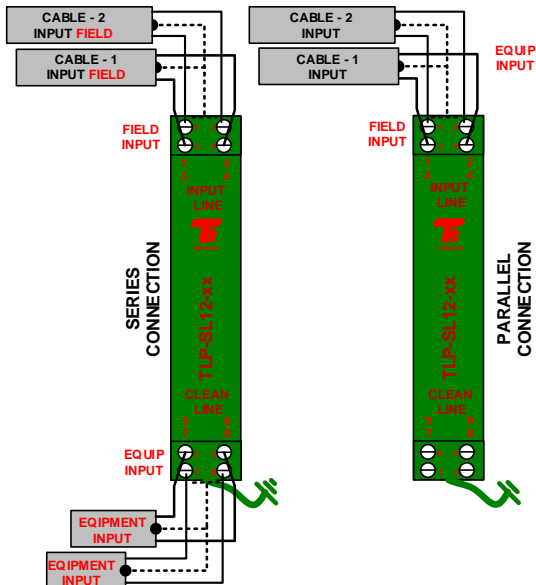 CABLE - 2
INPUT FIELD
CABLE - 1
INPUT FIELD
FIELD
INPUT
1 2
3 4
INPUT
LINE
SERIES
CONNECTION
TLP-SL12-xx
CLEAN
LINE
5 6
7 8
EQUIP
INPUT
EQIPMENT
INPUT
EQIPMENT
INPUT
CABLE - 2
INPUT
CABLE - 1
INPUT
EQUIP
INPUT
FIELD
INPUT
1 2
3 4
INPUT
LINE
TLP-SL12-xx
PARALLEL
CONNECTION
CLEAN
LINE
5 6
7 8